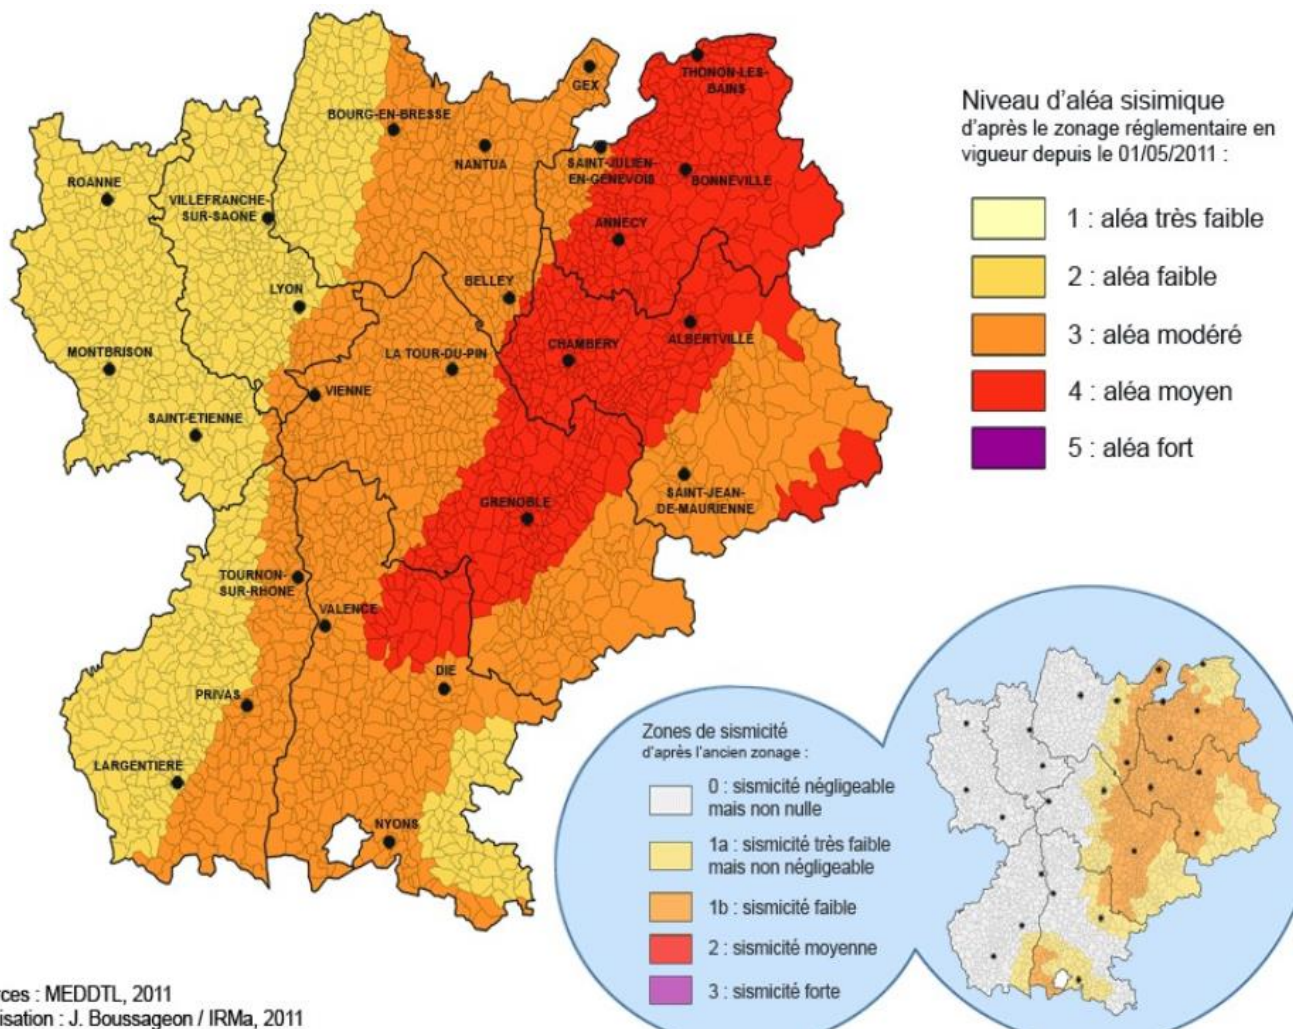 THONON-LES-
BAINS
GEX
BOURG-EN-BRESSE
NANTUA
SAINT-JULIEN-
EN-GENEVOIS
BONNEVILLE
ROANNE
VILLEFRANCHE-
SUR-SAONE
ANNECY
LYON
BELLEY
MONTBRISON
LA TOUR-DU-PIN
CHAMBERY
ALBERTVILLE
VIENNE
SAINT-ETIENNE
GRENOBLE
SAINT-JEAN-
DE-MAURIENNE
TOURNON-
SUR-RHONE
VALENCE
DIE
PRIVAS
LARGENTIERE
NYONS
Niveau d'aléa sisimique
d'après le zonage réglementaire en
vigueur depuis le 01/05/2011 :
1 : aléa très faible
2 : aléa faible
3 : aléa modéré
4 : aléa moyen
5 : aléa fort
Zones de sismicité
d'après l'ancien zonage :
0 : sismicité négligeable
mais non nulle
1a : sismicité très faible
mais non négligeable
1b : sismicité faible
2 : sismicité moyenne
3 : sismicité forte
rces : MEDDTL, 2011
isation : J. Boussageon / IRMa, 2011